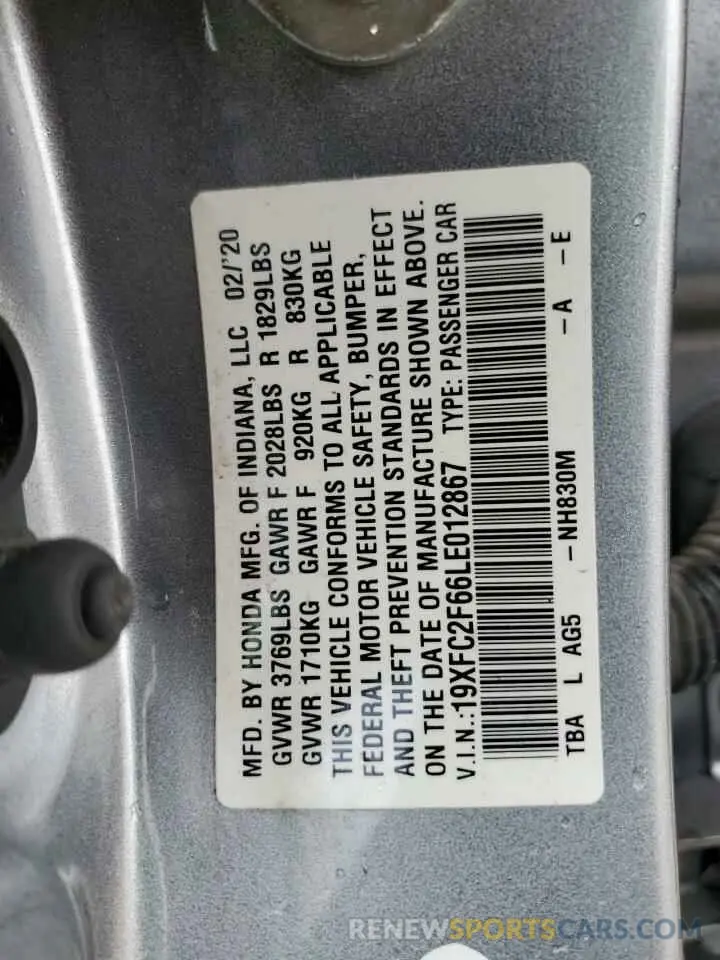 MFD. BY HONDA MFG. OF INDIANA, LLC 02/'20
GVWR 3769LBS GAWR F 2028LBS R 1829LBS
GVWR 1710KG GAWR F 920KG R 830KG
THIS VEHICLE CONFORMS TO ALL APPLICABLE
FEDERAL MOTOR VEHICLE SAFETY, BUMPER,
AND THEFT PREVENTION STANDARDS IN EFFECT
ON THE DATE OF MANUFACTURE SHOWN ABOVE.
V.I.N.:19XFC2F66LE012867 TYPE: PASSENGER CAR
TBA L AG5 -NH830M -A -E
RENEWSPORTSCARS.COM